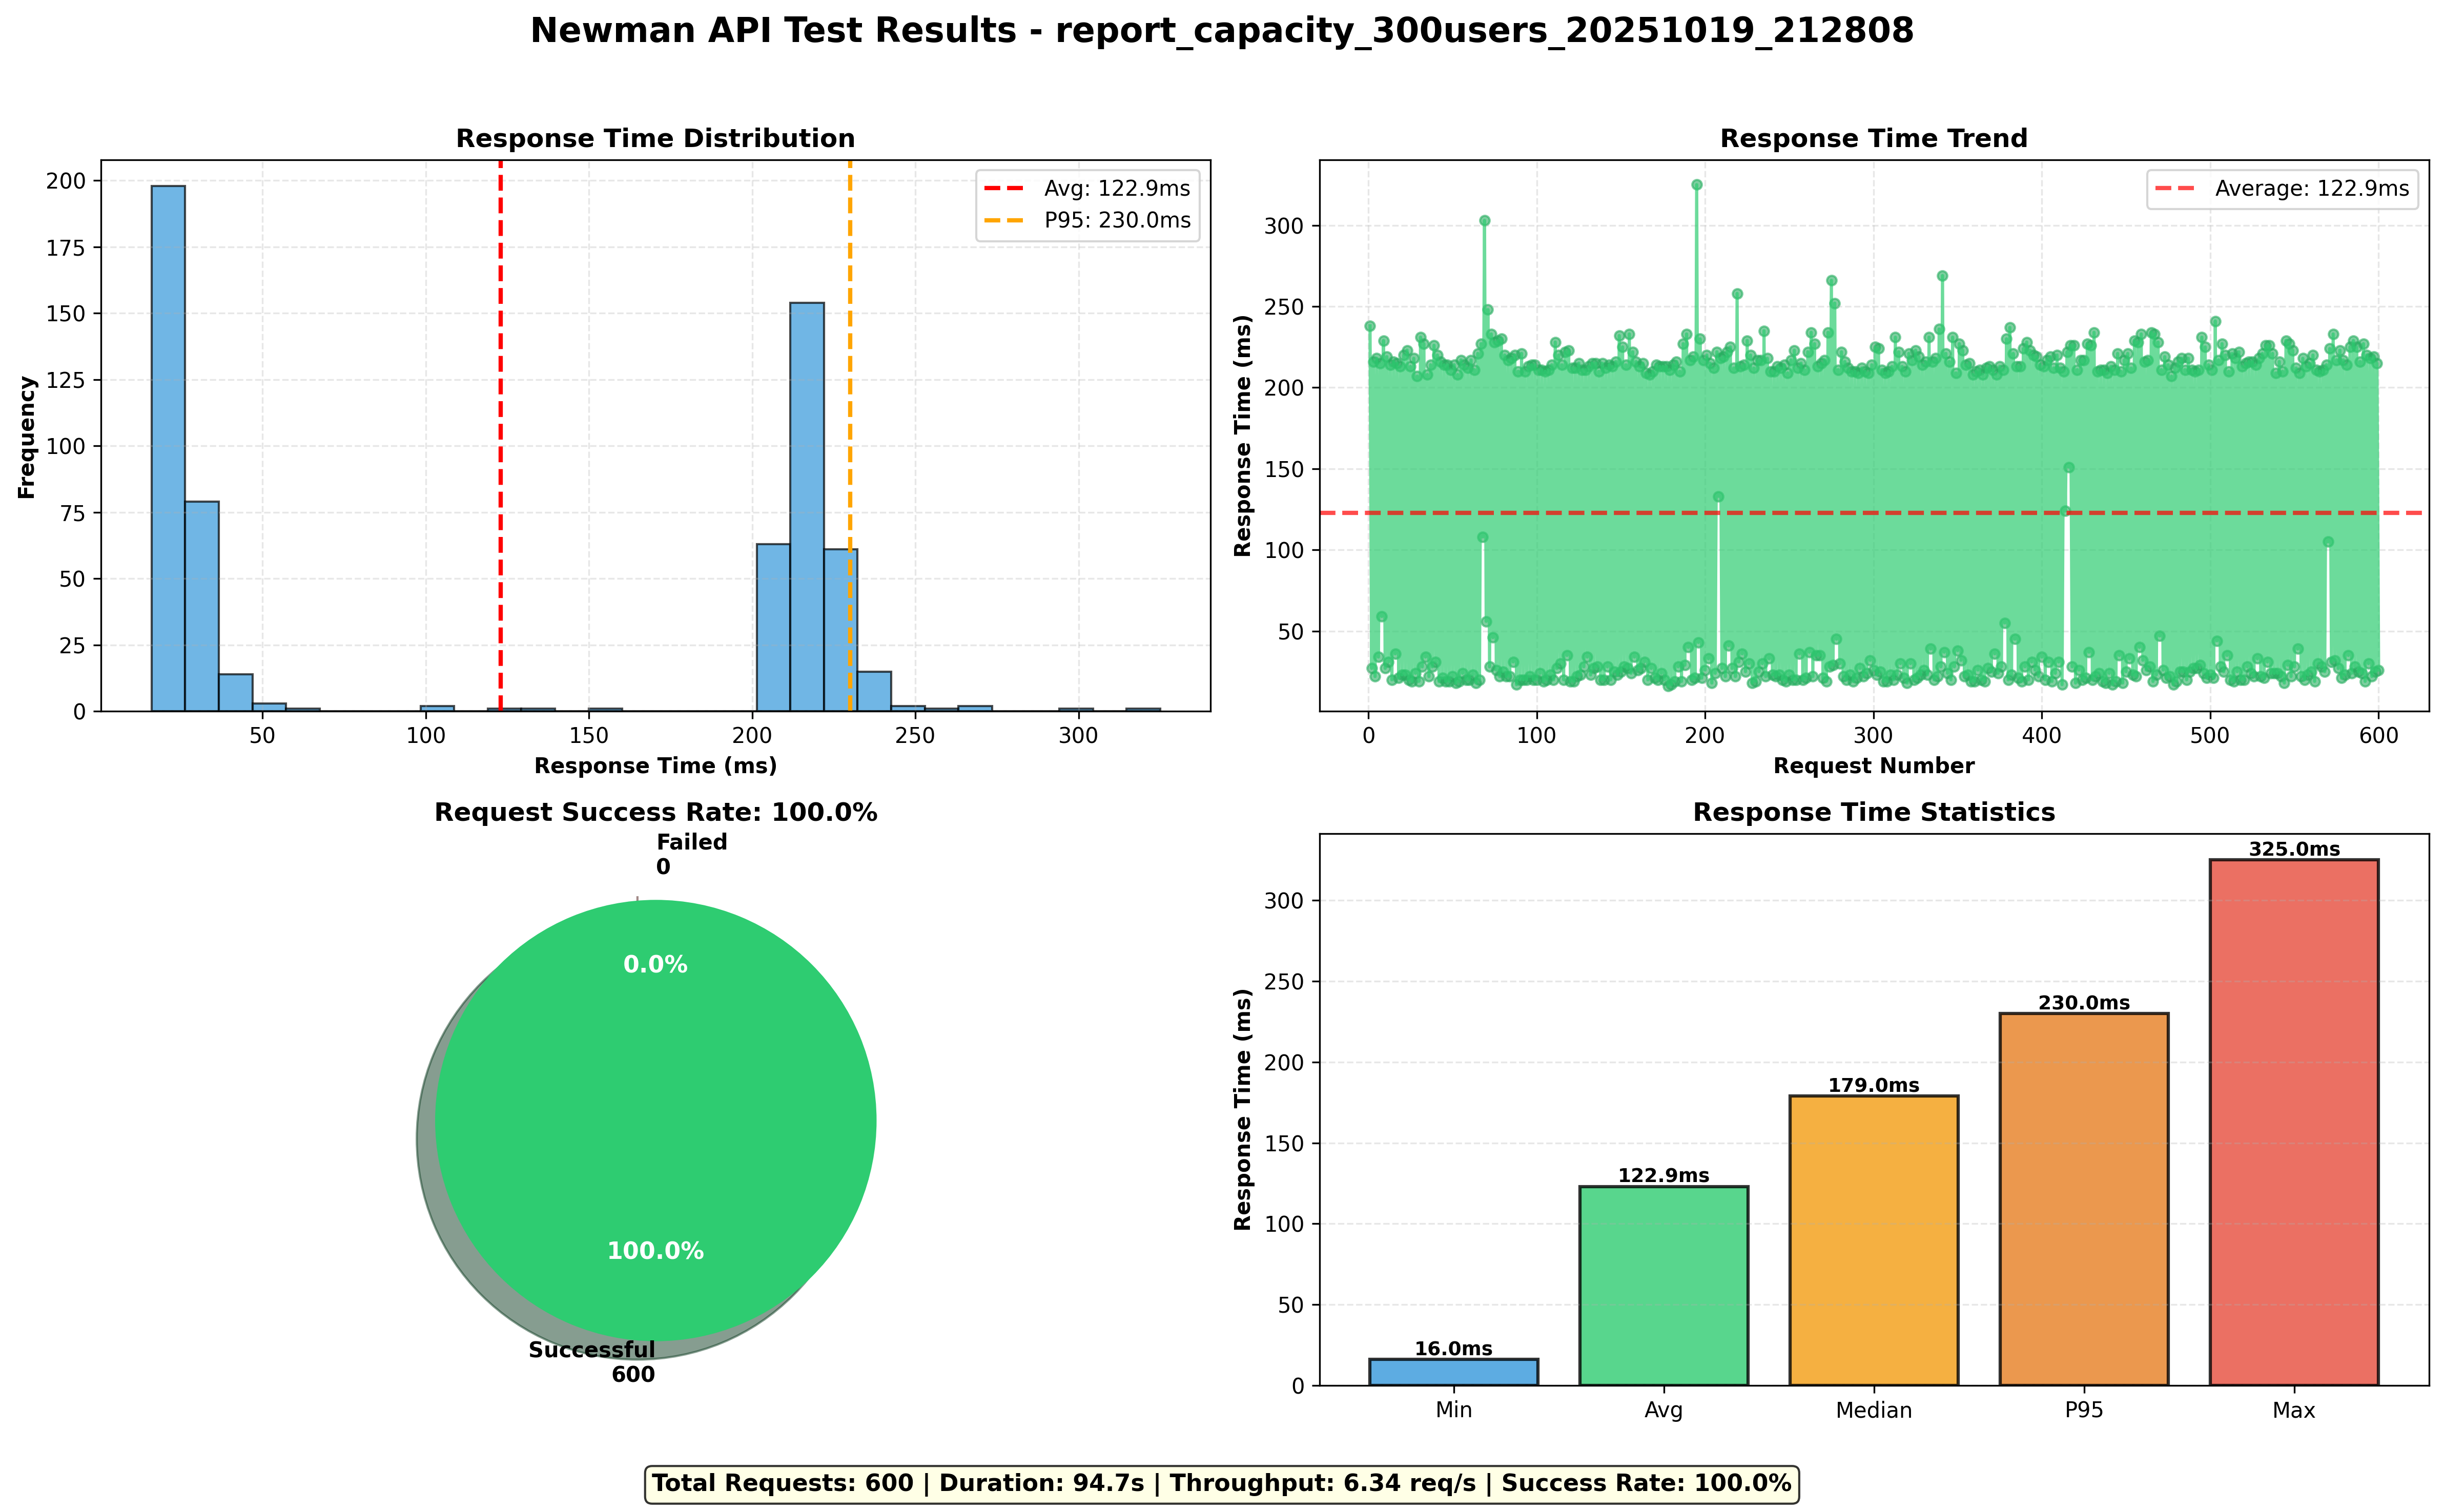 Newman API Test Results - report_capacity_300users_20251019_212808
Response Time Distribution
Frequency
200
175
150
125
100
75
50
25
0
Avg: 122.9ms
P95: 230.0ms
50
100
150
200
250
300
Response Time (ms)
Response Time Trend
Response Time (ms)
300
250
200
150
100
50
Average: 122.9ms
0
100
200
300
400
500
600
Request Number
Request Success Rate: 100.0%
Failed
0
0.0%
100.0%
Successful
600
Response Time Statistics
Response Time (ms)
300
250
200
150
100
50
0
16.0ms
122.9ms
179.0ms
230.0ms
325.0ms
Min
Avg
Median
P95
Max
Total Requests: 600 | Duration: 94.7s | Throughput: 6.34 req/s | Success Rate: 100.0%